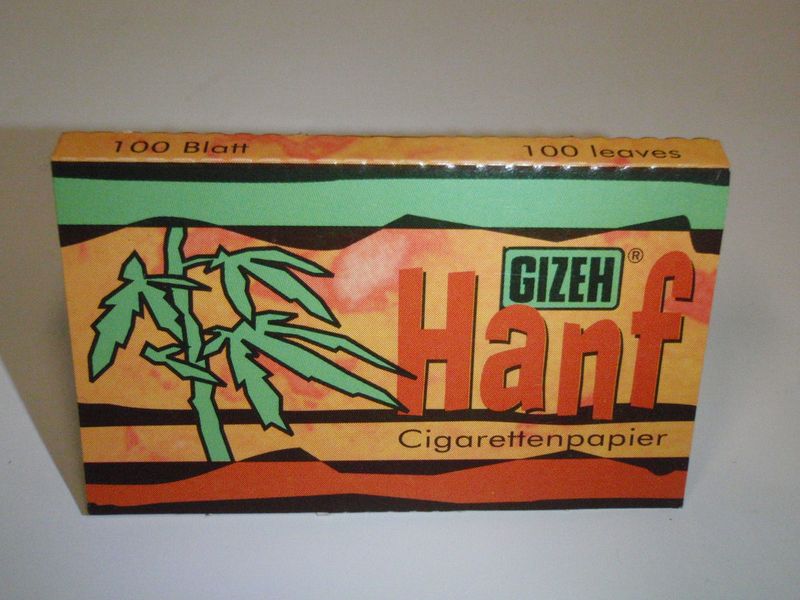 100 Blatt 100 leaves
GIZEH ®
Hanf
Cigarettenpapier